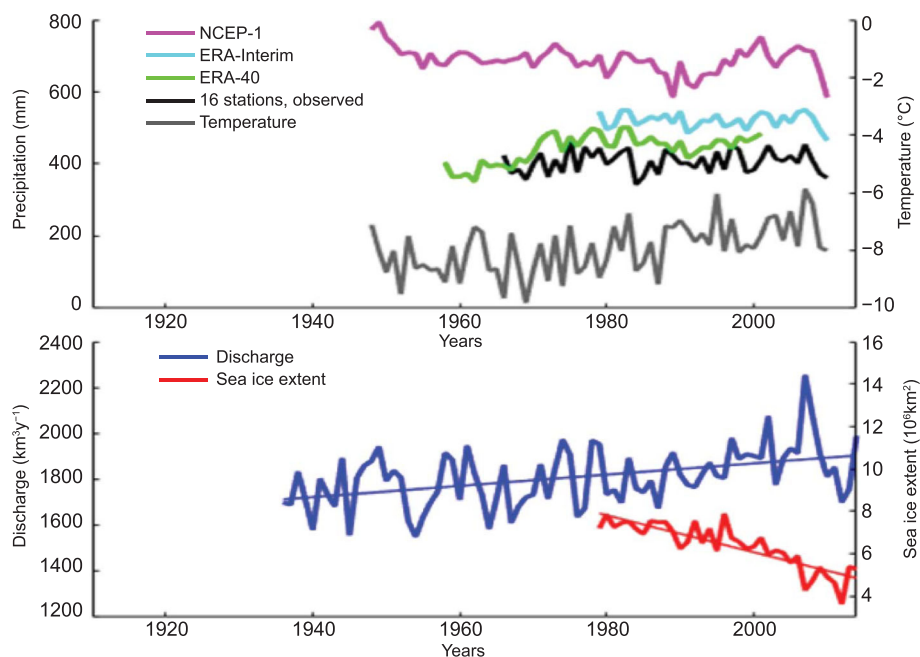 800
600
400
200
0
Precipitation (mm)
NCEP-1
ERA-Interim
ERA-40
16 stations, observed
Temperature
0
−2
−4
−6
−8
−10
Temperature (°C)
1920
1940
1960
1980
2000
Years
2400
2200
2000
1800
1600
1400
1200
Discharge (km³y⁻¹)
Discharge
Sea ice extent
16
14
12
10
8
6
4
Sea ice extent (10⁶km²)
1920
1940
1960
1980
2000
Years